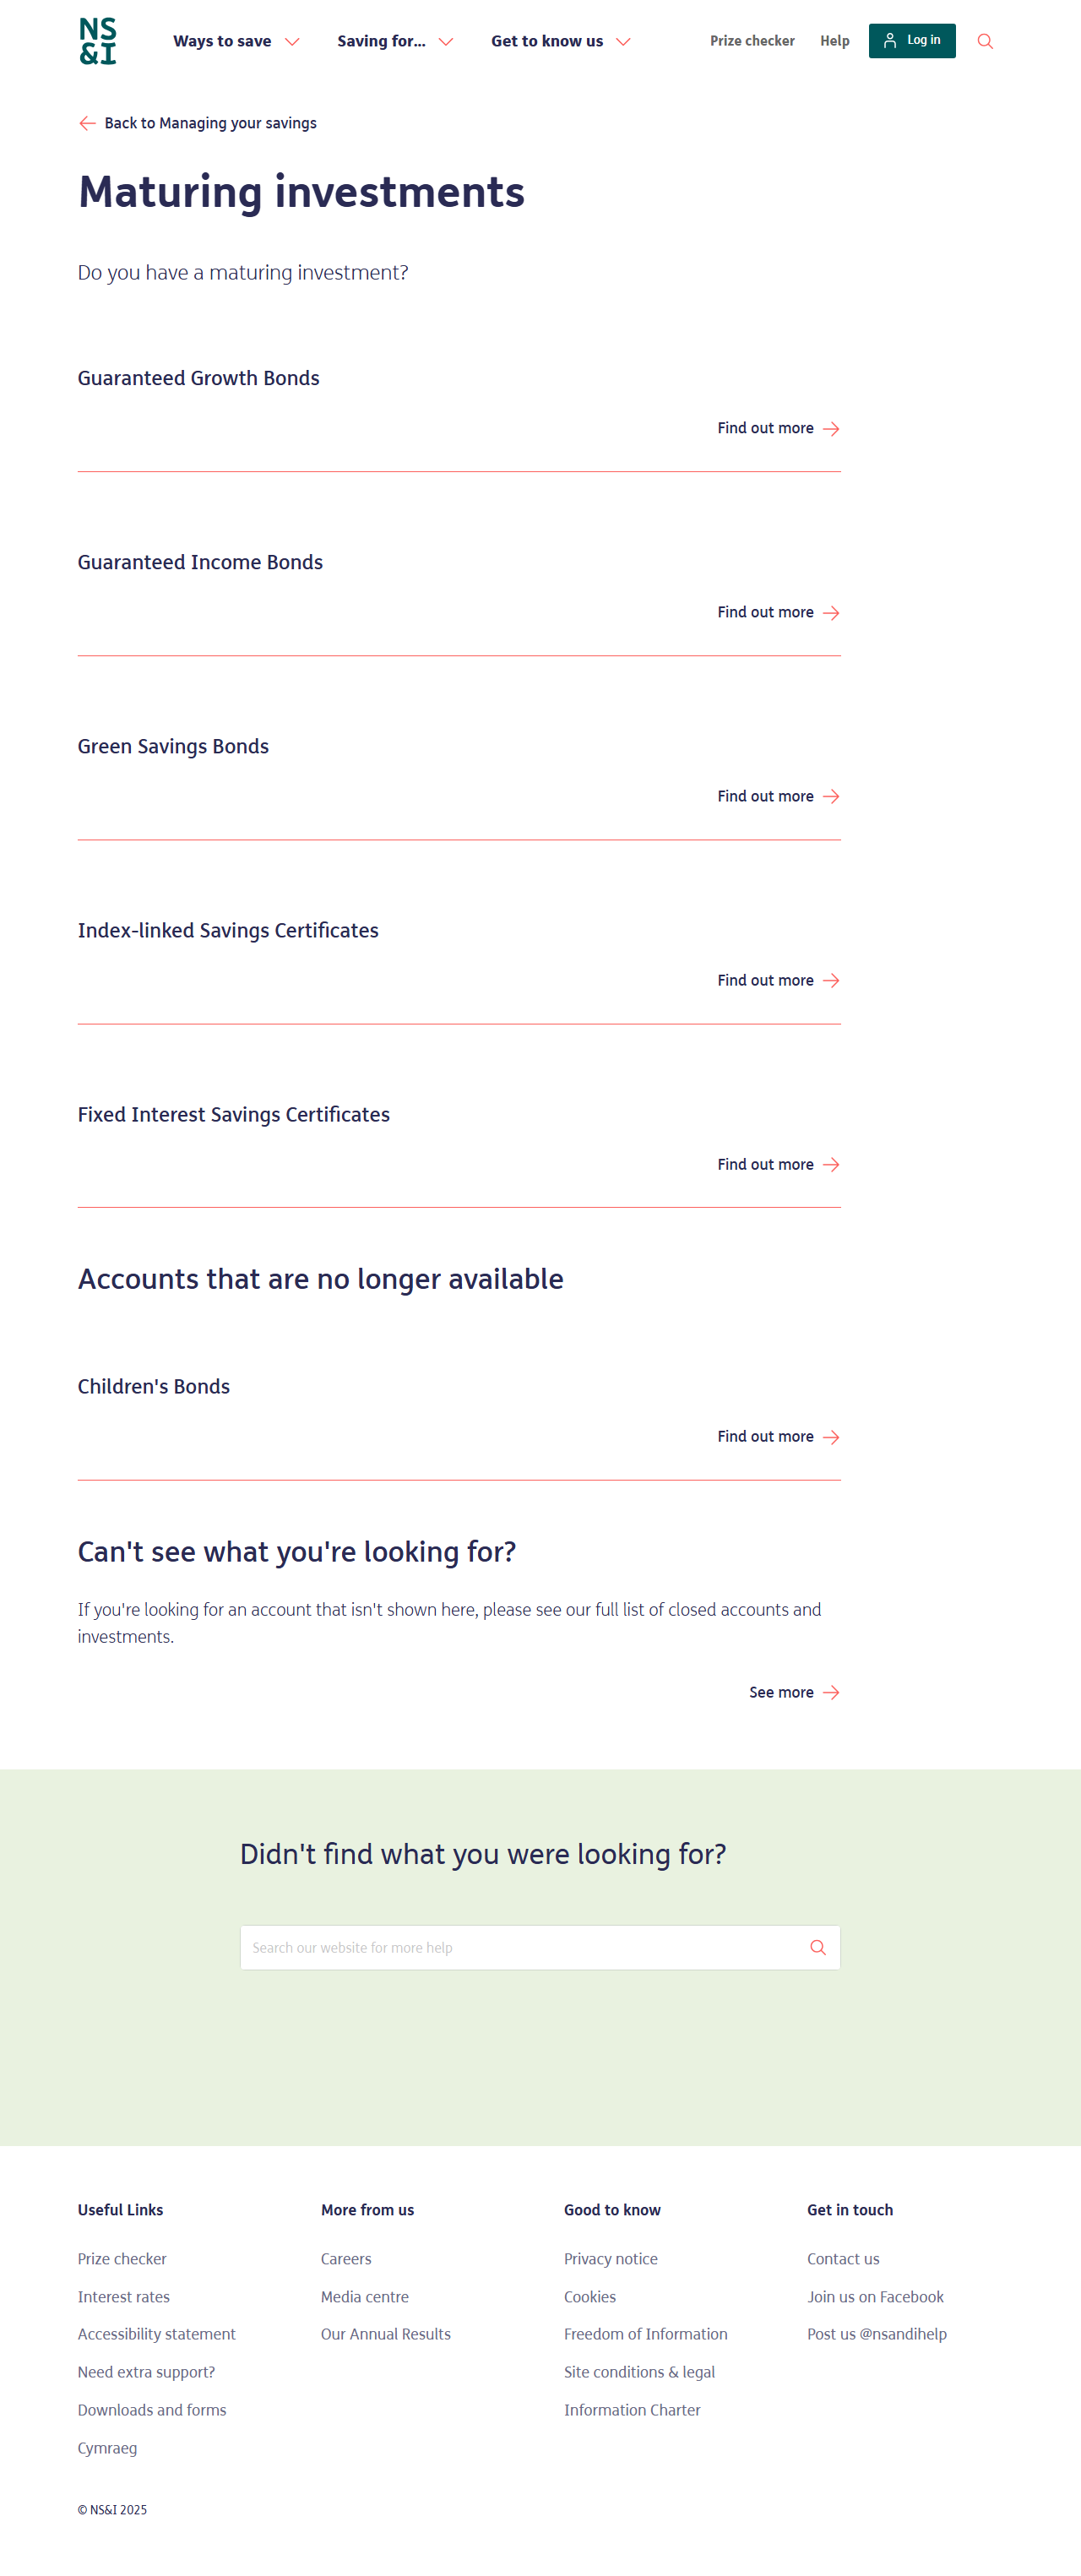 NS
&I
Ways to save
Saving for...
Get to know us
Prize checker
Help
Log in
Back to Managing your savings
Maturing investments
Do you have a maturing investment?
Guaranteed Growth Bonds
Find out more
Guaranteed Income Bonds
Find out more
Green Savings Bonds
Find out more
Index-linked Savings Certificates
Find out more
Fixed Interest Savings Certificates
Find out more
Accounts that are no longer available
Children's Bonds
Find out more
Can't see what you're looking for?
If you're looking for an account that isn't shown here, please see our full list of closed accounts and
investments.
See more
Didn't find what you were looking for?
Search our website for more help
Useful Links
Prize checker
Interest rates
Accessibility statement
Need extra support?
Downloads and forms
Cymraeg
More from us
Careers
Media centre
Our Annual Results
Good to know
Privacy notice
Cookies
Freedom of Information
Site conditions & legal
Information Charter
Get in touch
Contact us
Join us on Facebook
Post us @nsandihelp
© NS&I 2025